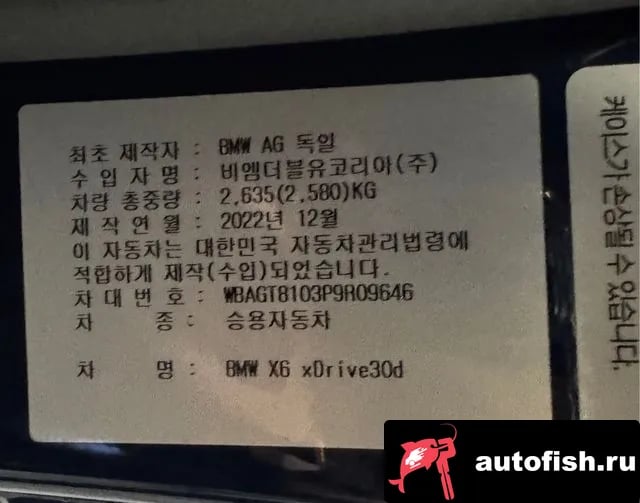 최초 제작자 : BMW AG 독일
수 입 자 명 : 비엠더블유코리아(주)
차량 총중량 : 2,635(2,580)KG
제 작 연 월 : 2022년 12월
이 자동차는 대한민국 자동차관리법령에
적합하게 제작(수입)되었습니다.
차 대 번 호 : WBAGT8103P9R09646
차 종 : 승용자동차
차 명 : BMW X6 xDrive30d
케이스가 손상될 수 있습니다.
autofish.ru